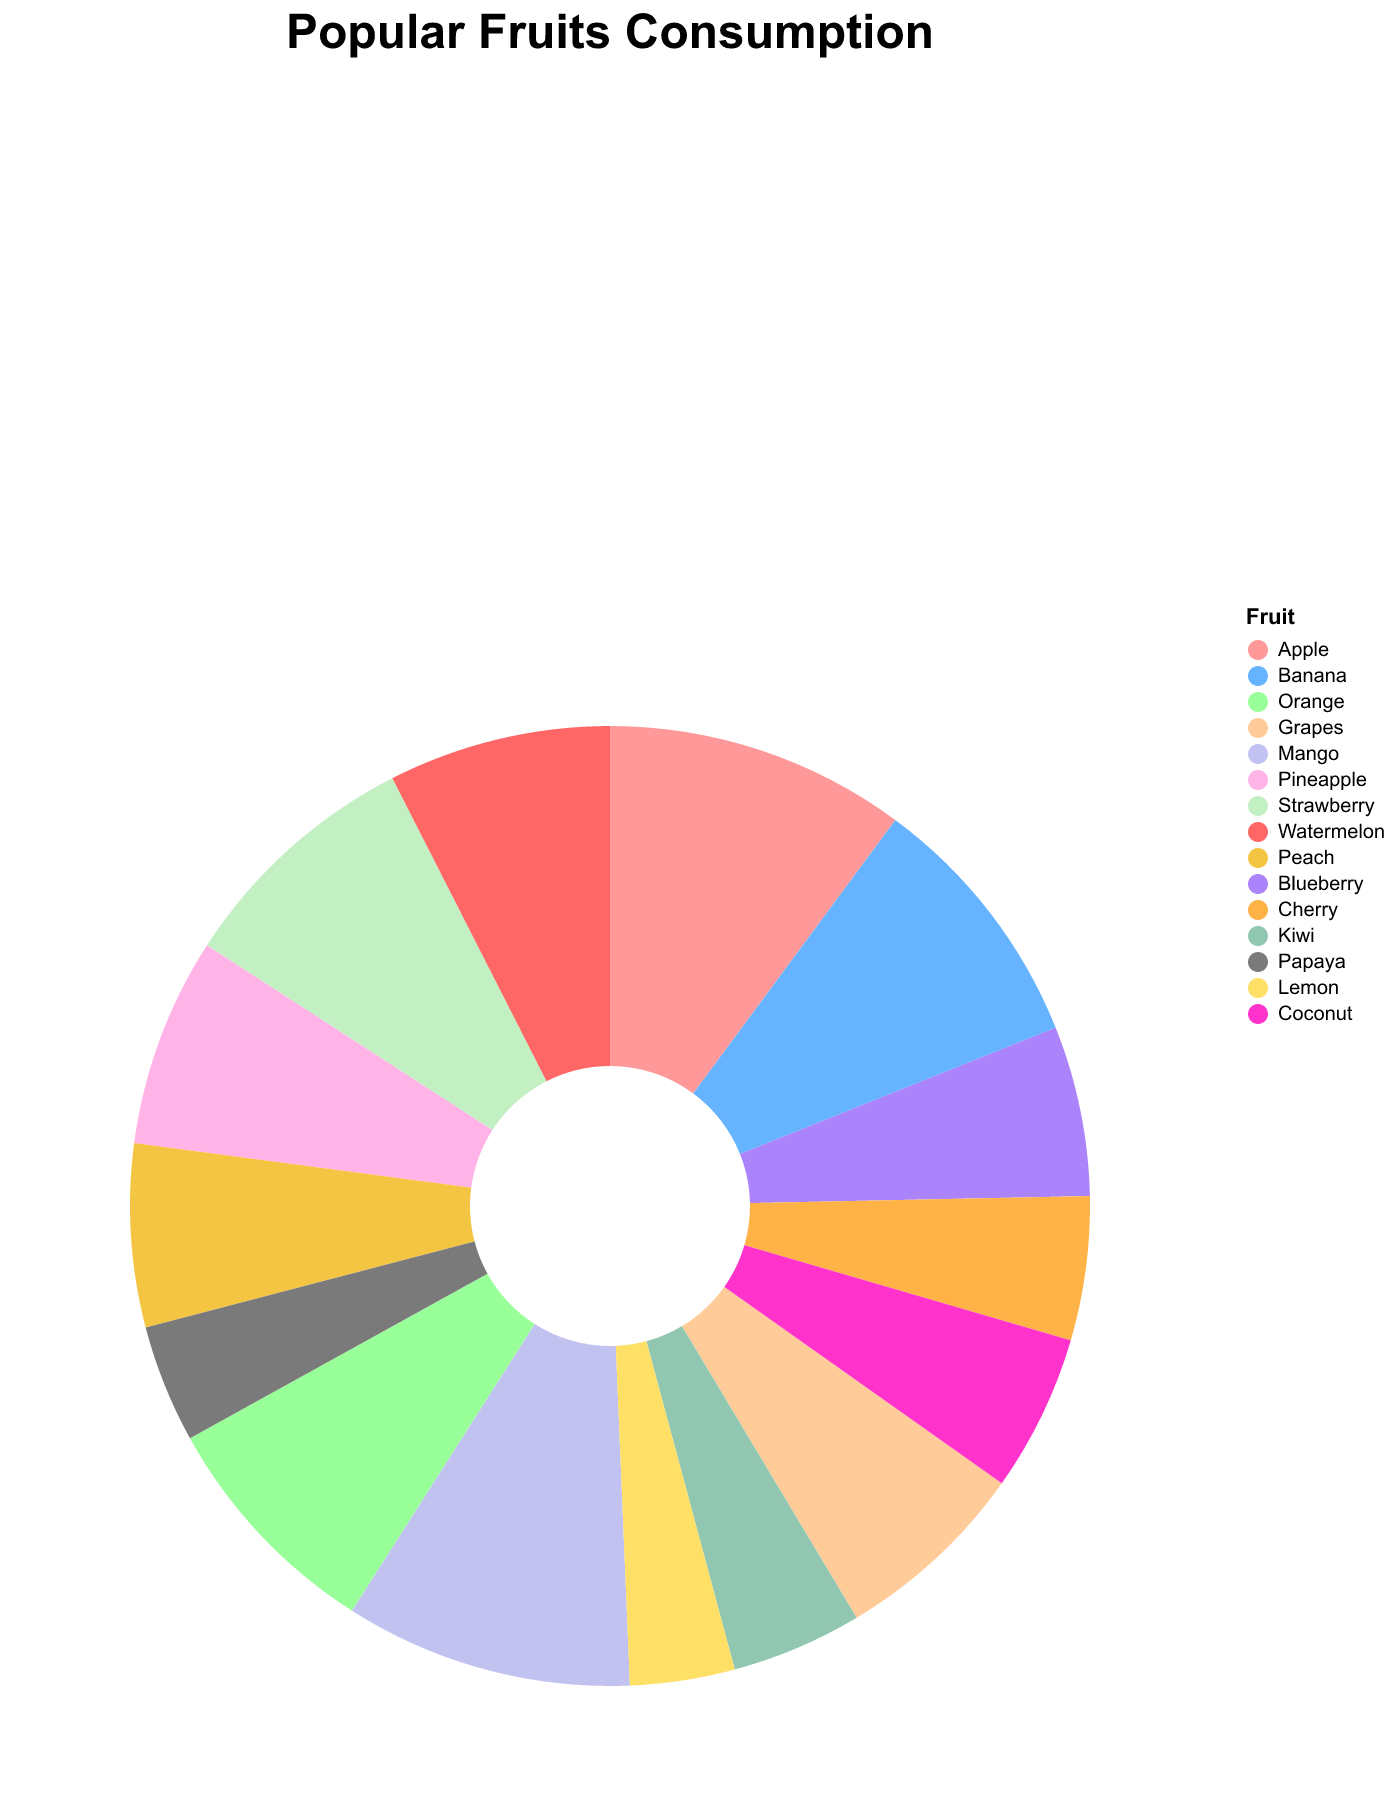 Popular Fruits Consumption
Fruit
Apple
Banana
Orange
Grapes
Mango
Pineapple
Strawberry
Watermelon
Peach
Blueberry
Cherry
Kiwi
Papaya
Lemon
Coconut